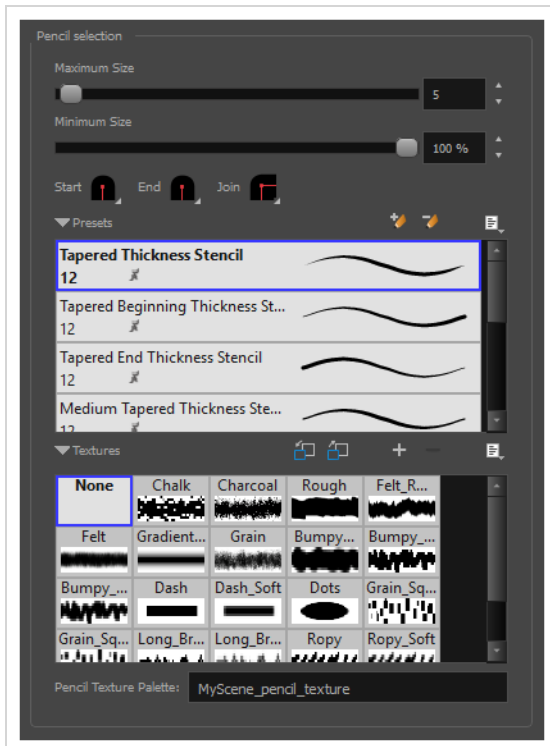 Pencil selection
Maximum Size
5
Minimum Size
100 %
Start End Join
Presets
Tapered Thickness Stencil
12
Tapered Beginning Thickness St...
12
Tapered End Thickness Stencil
12
Medium Tapered Thickness Ste...
12
Textures
None Chalk Charcoal Rough Felt_R...
Felt Gradient... Grain Bumpy... Bumpy_...
Bumpy_... Dash Dash_Soft Dots Grain_Sq...
Grain_Sq... Long_Br... Long_Br... Ropy Ropy_Soft
Pencil Texture Palette: MyScene_pencil_texture